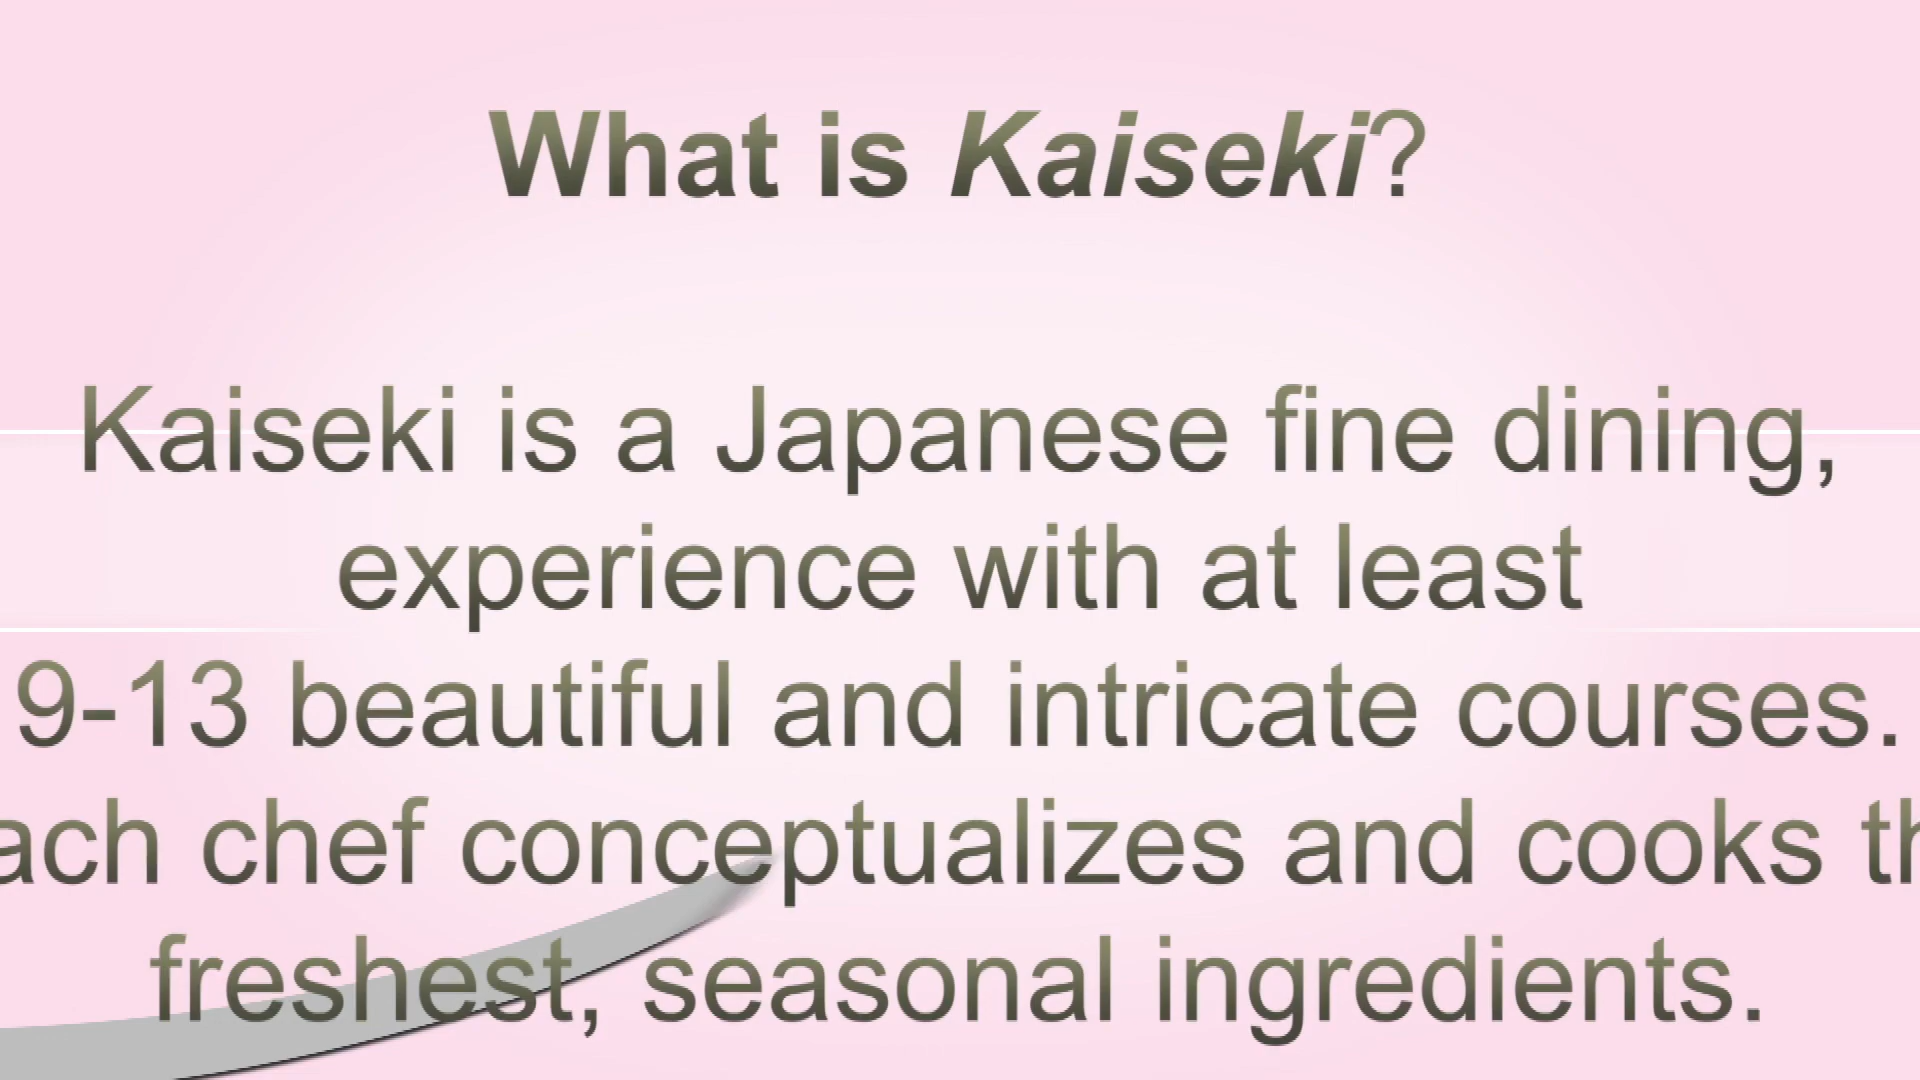 What is Kaiseki?
Kaiseki is a Japanese fine dining,
experience with at least
9-13 beautiful and intricate courses.
ach chef conceptualizes and cooks th
freshest, seasonal ingredients.